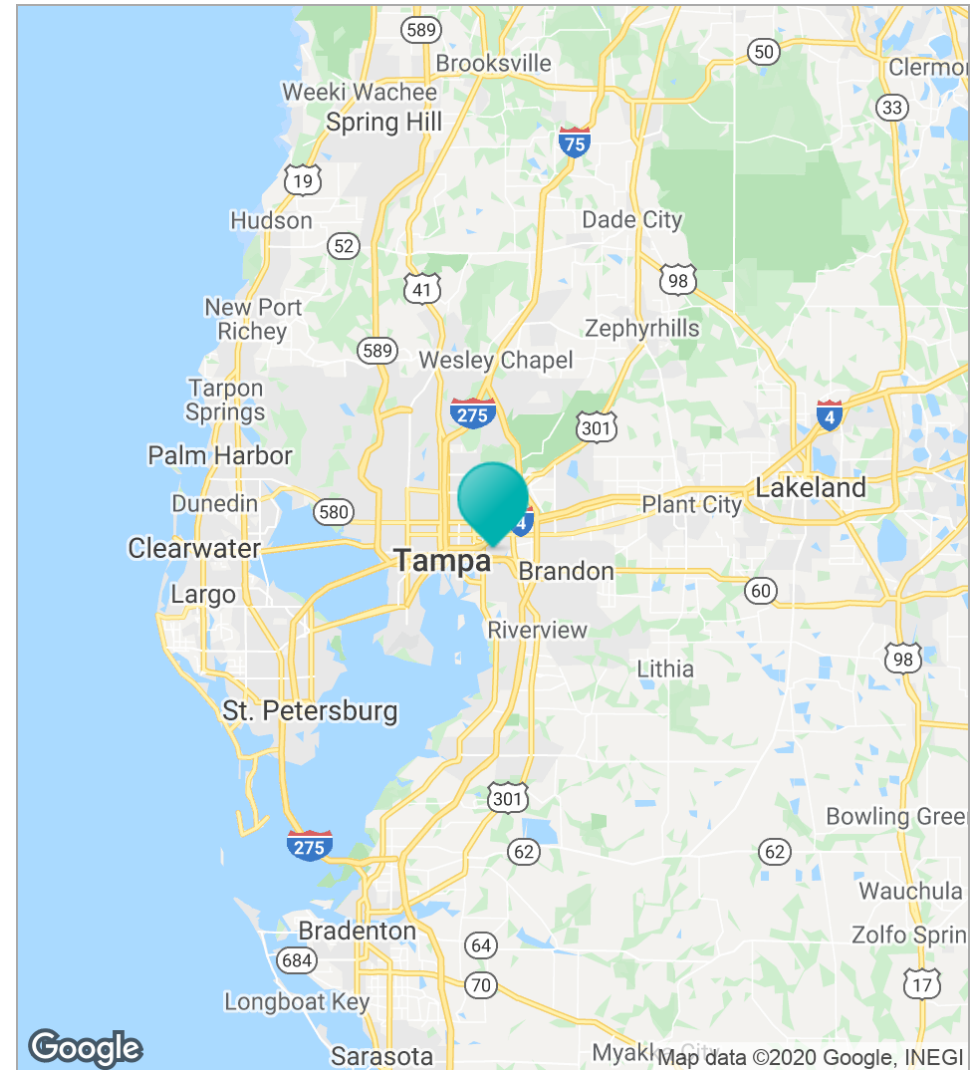 589
Brooksville
50
Clermo
Weeki Wachee
33
Spring Hill
75
19
Hudson
Dade City
52
98
41
New Port
Richey
Zephyrhills
589
Wesley Chapel
Tarpon
Springs
275
4
301
Palm Harbor
Lakeland
Dunedin
580
Plant City
4
Clearwater
Tampa
Brandon
Largo
60
Riverview
98
Lithia
St. Petersburg
301
Bowling Gree
275
62
62
Wauchula
Bradenton
Zolfo Sprin
64
684
70
17
Longboat Key
Google
Sarasota
Myakka City
Map data ©2020 Google, INEGI